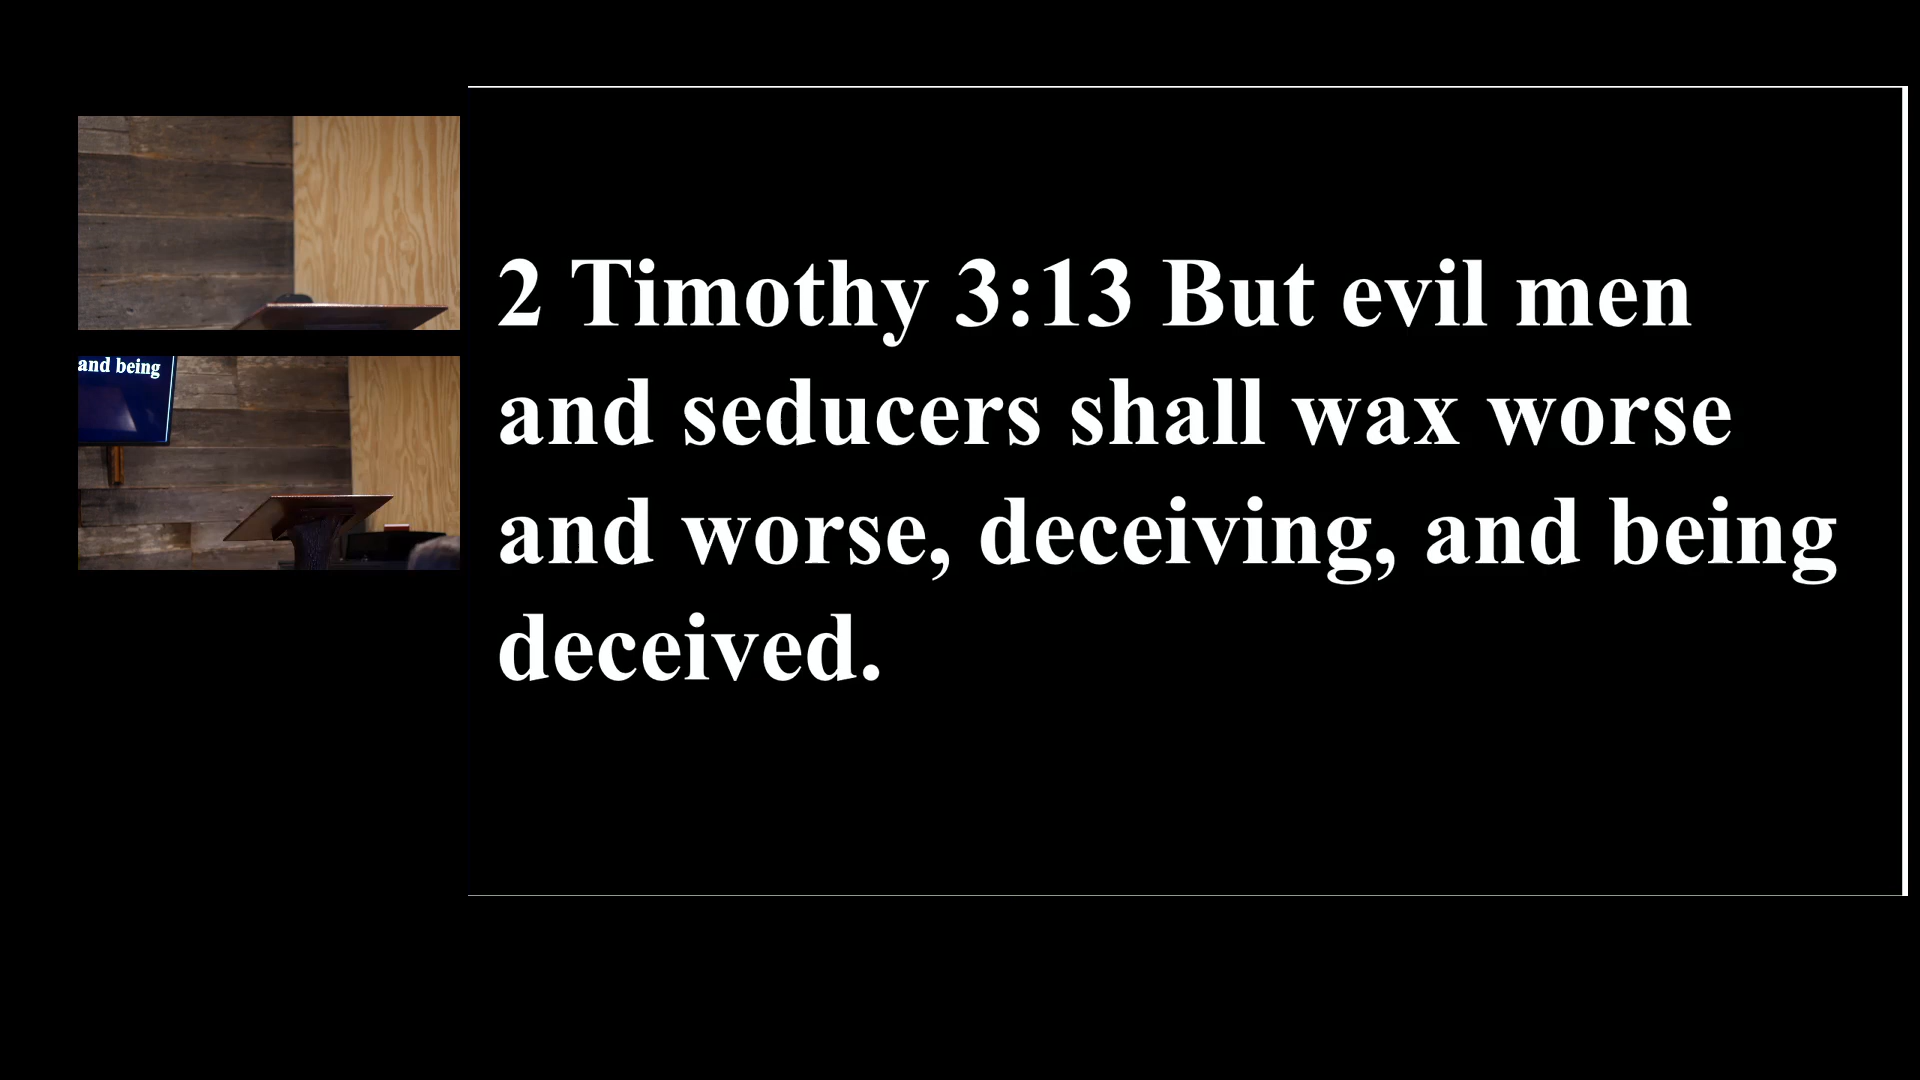 and being
2 Timothy 3:13 But evil men
and seducers shall wax worse
and worse, deceiving, and being
deceived.